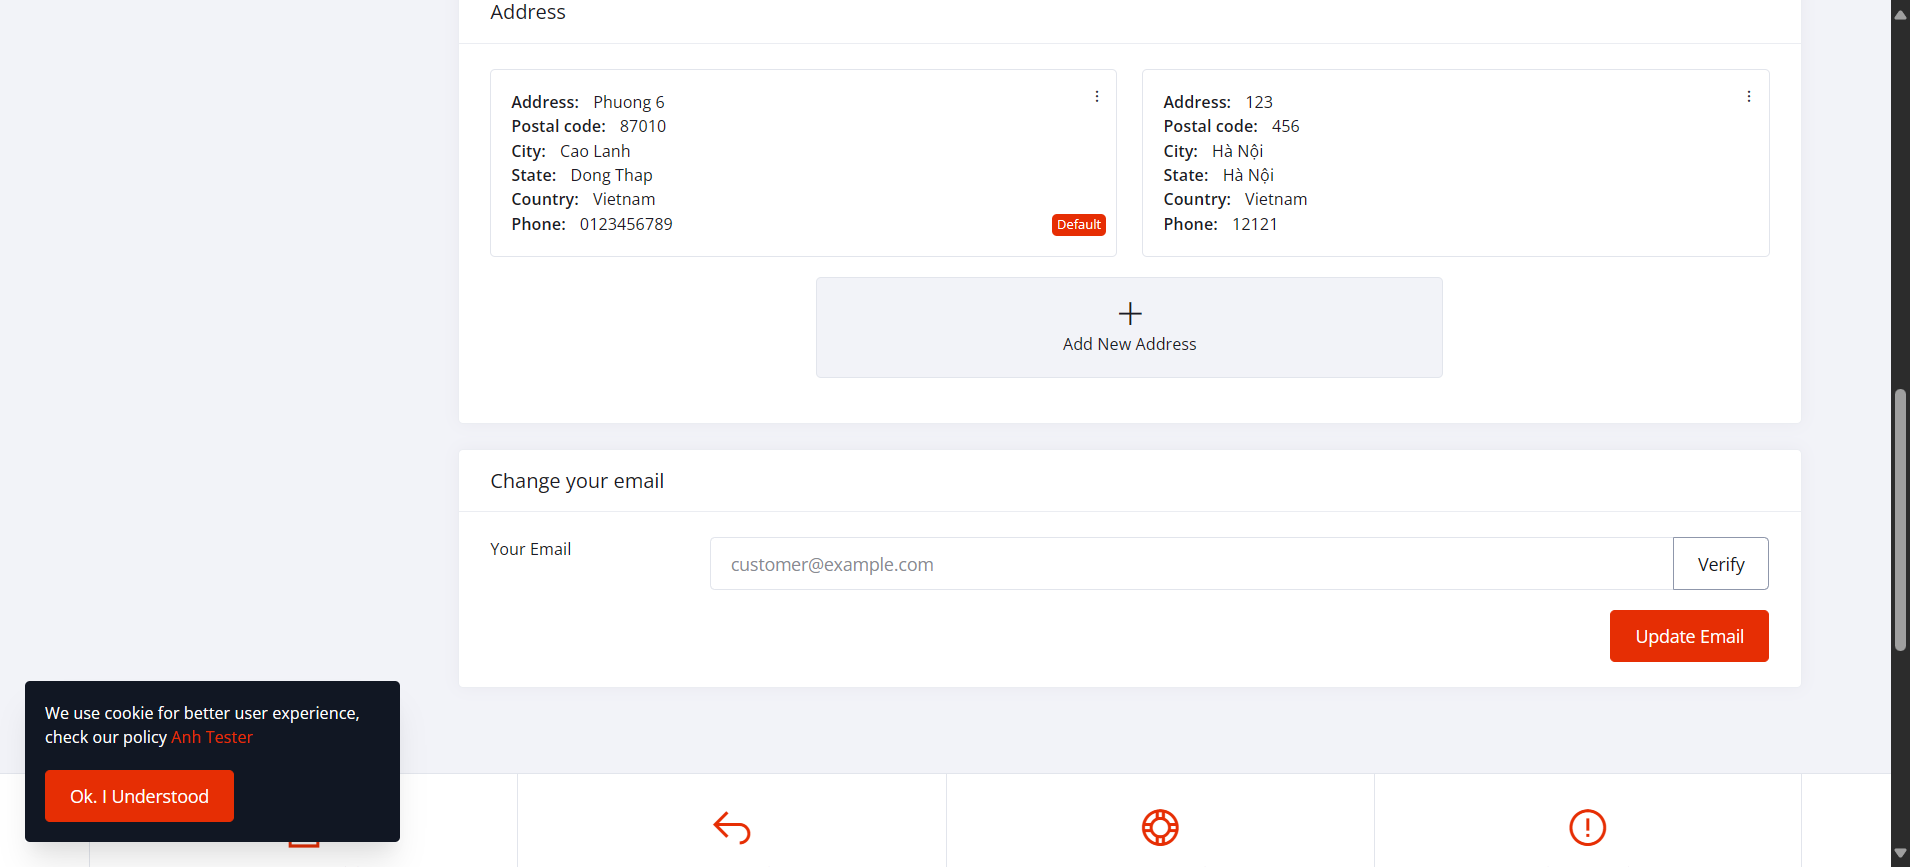 Address
Address: Phuong 6
Postal code: 87010
City: Cao Lanh
State: Dong Thap
Country: Vietnam
Phone: 0123456789
Default
Address: 123
Postal code: 456
City: Hà Nội
State: Hà Nội
Country: Vietnam
Phone: 12121
Add New Address
Change your email
Your Email
customer@example.com
Verify
Update Email
We use cookie for better user experience,
check our policy Anh Tester
Ok. I Understood